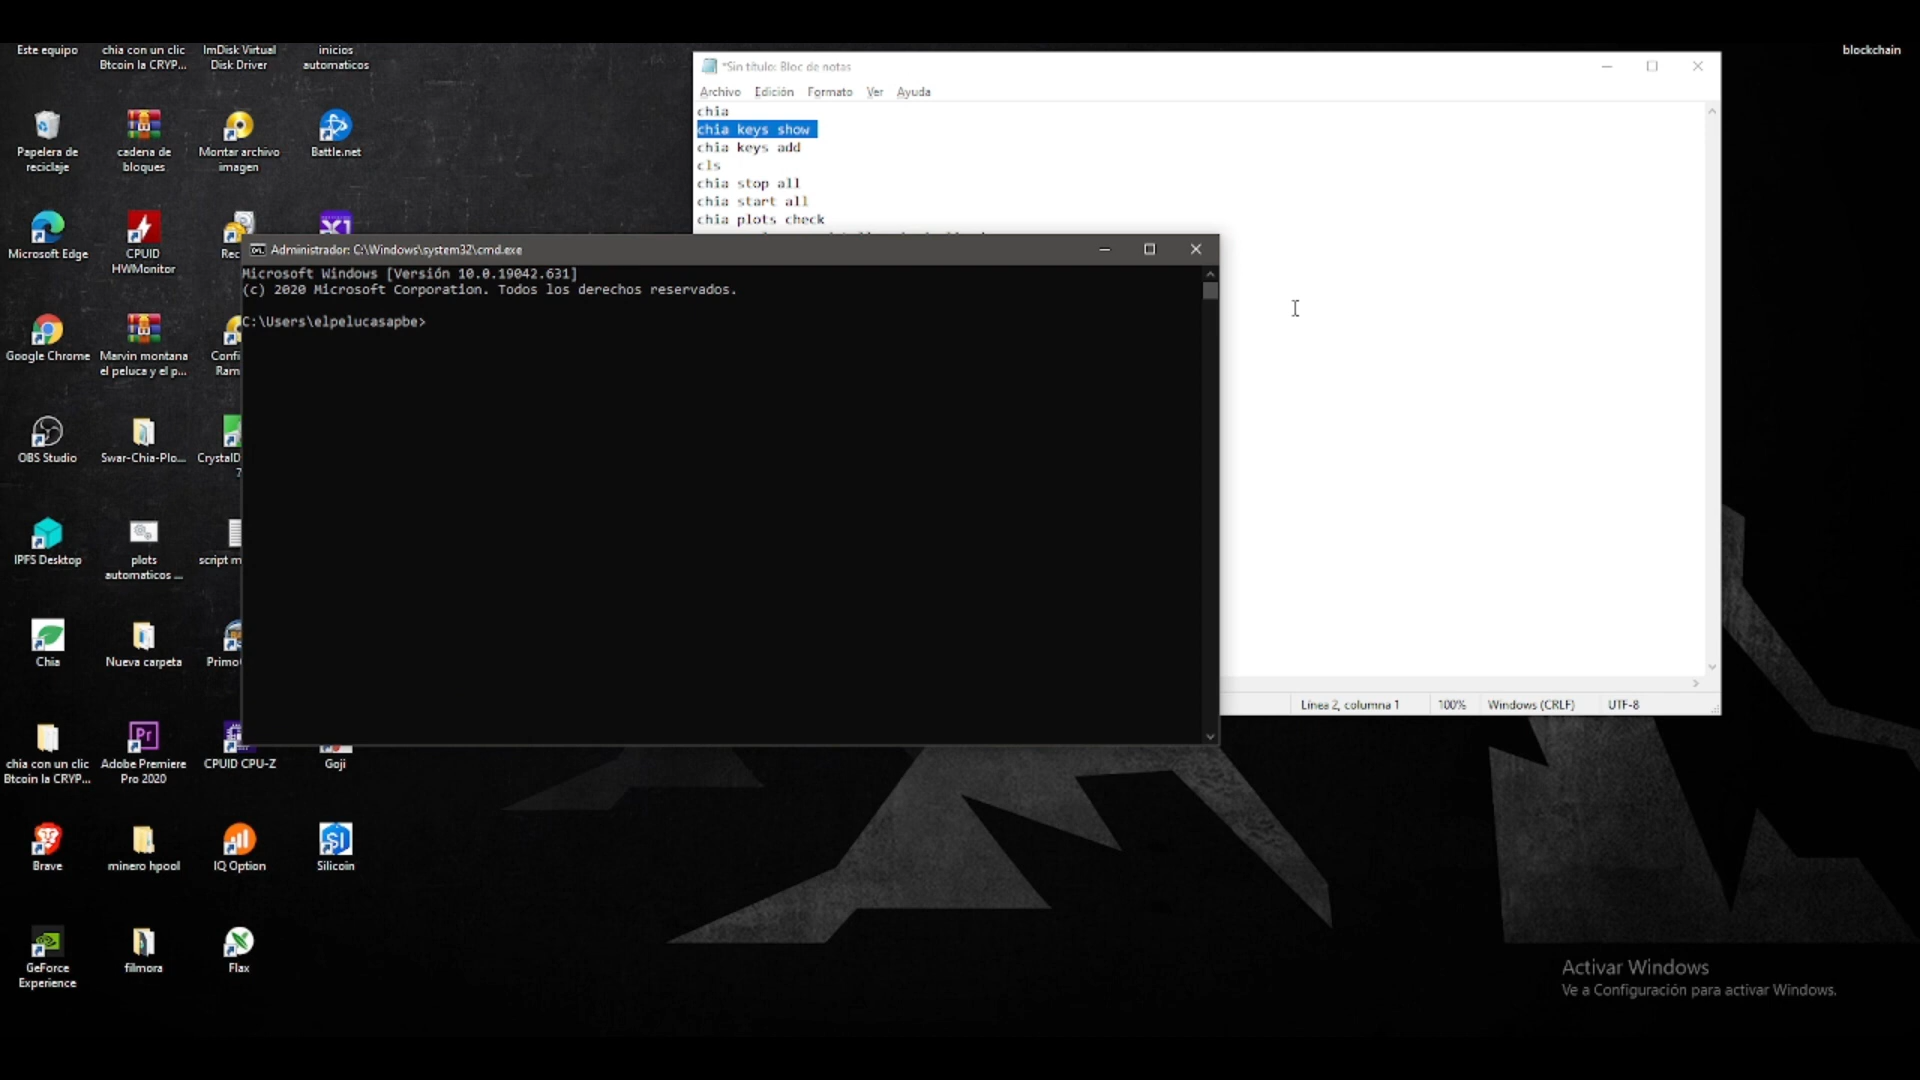 Este equipo
chia con un clic
Btcoin la CRYP...
ImDisk Virtual
Disk Driver
inicios
automaticos
blockchain
Papelera de
reciclaje
cadena de
bloques
Montar archivo
imagen
Battle.net
Microsoft Edge
CPUID
HWMonitor
Rec
Google Chrome
Marvin montana
el peluca y el p...
Confi
Ram
OBS Studio
Swar-Chia-Plo...
CrystalD
7
IPFS Desktop
plots
automaticos ...
script m
Chia
Nueva carpeta
Primo
chia con un clic
Btcoin la CRYP...
Adobe Premiere
Pro 2020
CPUID CPU-Z
Goji
Brave
minero hpool
IQ Option
Silicoin
GeForce
Experience
filmora
Flax
*Sin título: Bloc de notas
Archivo Edición Formato Ver Ayuda
chia
chia keys show
chia keys add
cls
chia stop all
chia start all
chia plots check
Línea 2, columna 1 100% Windows (CRLF) UTF-8
Administrador: C:\Windows\system32\cmd.exe
Microsoft Windows [Versión 10.0.19042.631]
(c) 2020 Microsoft Corporation. Todos los derechos reservados.
C:\Users\elpelucasapbe>
Activar Windows
Ve a Configuración para activar Windows.